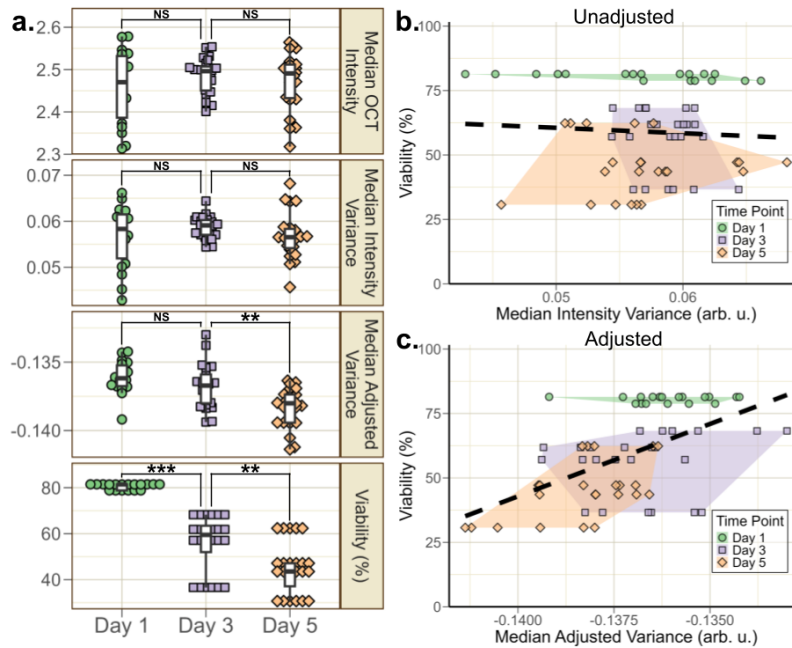 a.
NS
NS
2.6
2.5
2.4
2.3
Median OCT
Intensity
NS
NS
0.07
0.05
Median Intensity
Variance
NS
**
-0.135
-0.140
Median Adjusted
Variance
***
**
80
60
40
Viability (%)
Day 1
Day 3
Day 5
b.
Unadjusted
100
75
50
25
0
Viability (%)
Time Point
Day 1
Day 3
Day 5
0.05
0.06
Median Intensity Variance (arb. u.)
c.
Adjusted
100
75
50
25
0
Viability (%)
Time Point
Day 1
Day 3
Day 5
-0.1400
-0.1375
-0.1350
Median Adjusted Variance (arb. u.)